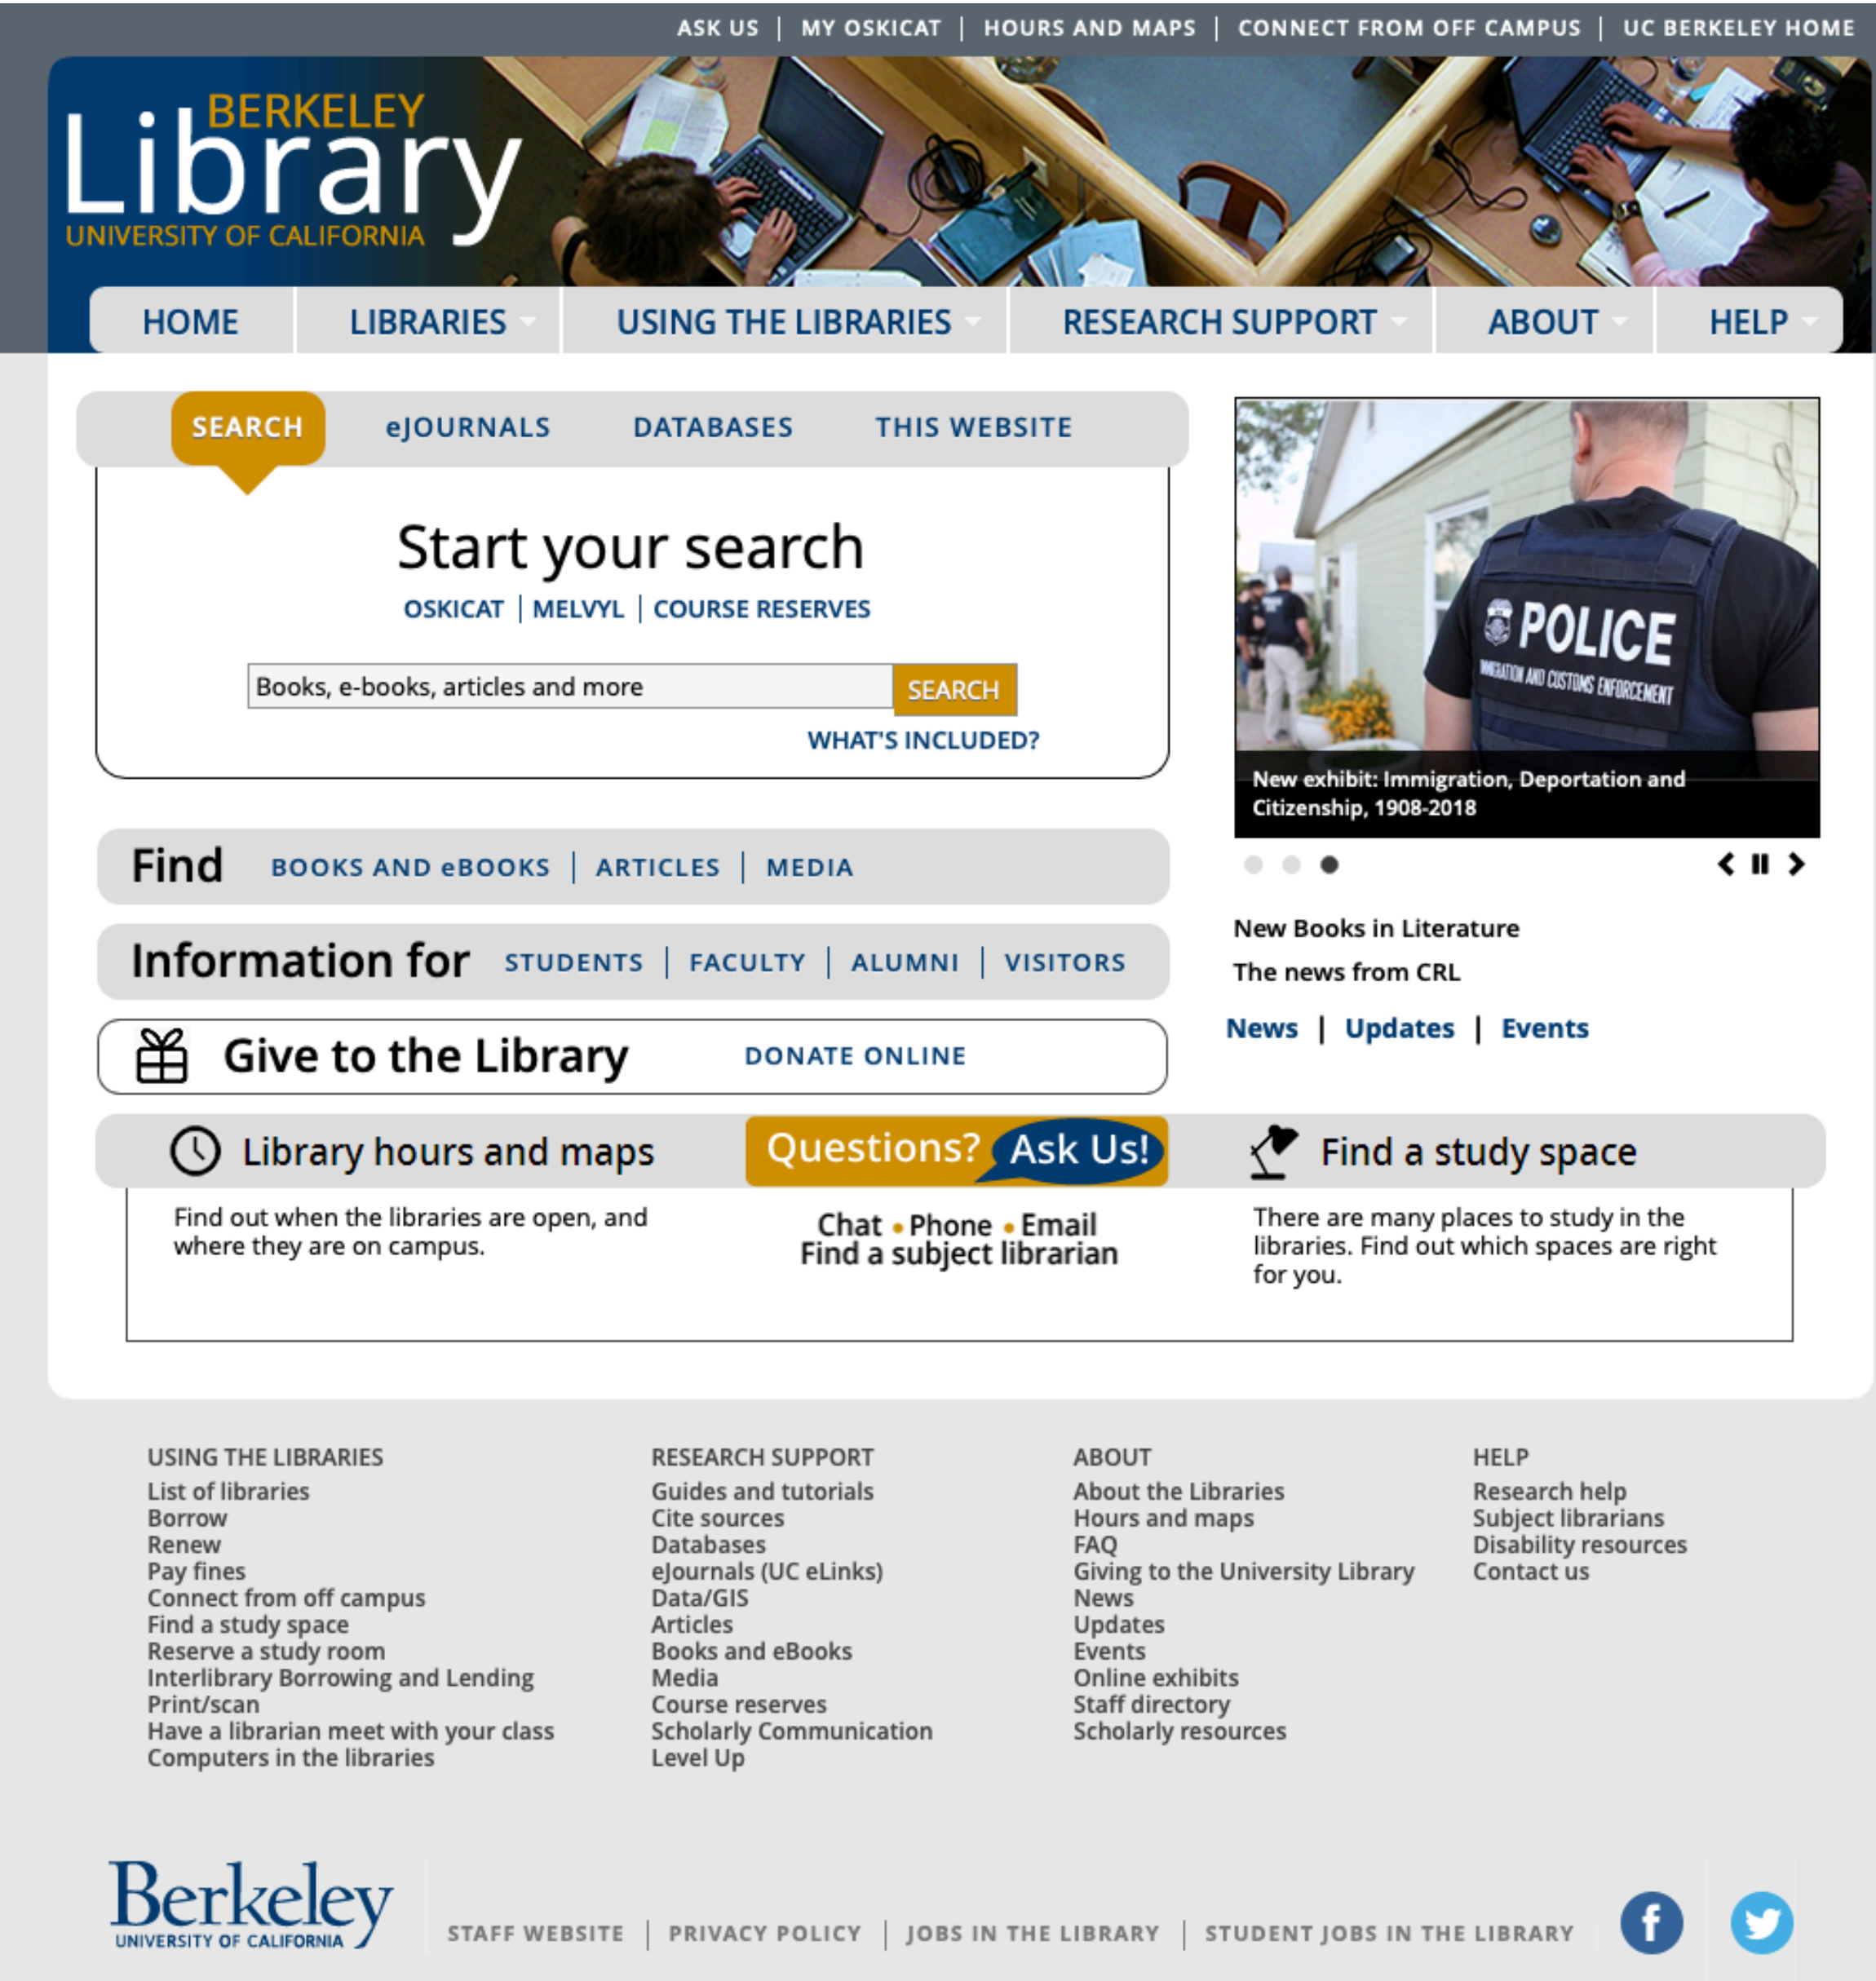 ASK US | MY OSKICAT | HOURS AND MAPS | CONNECT FROM OFF CAMPUS | UC BERKELEY HOME
BERKELEY
Library
UNIVERSITY OF CALIFORNIA
HOME LIBRARIES USING THE LIBRARIES RESEARCH SUPPORT ABOUT HELP
SEARCH eJOURNALS DATABASES THIS WEBSITE
Start your search
OSKICAT | MELVYL | COURSE RESERVES
Books, e-books, articles and more SEARCH
WHAT'S INCLUDED?
POLICE
IMMIGRATION AND CUSTOMS ENFORCEMENT
New exhibit: Immigration, Deportation and
Citizenship, 1908-2018
Find BOOKS AND eBOOKS | ARTICLES | MEDIA
Information for STUDENTS | FACULTY | ALUMNI | VISITORS
Give to the Library DONATE ONLINE
New Books in Literature
The news from CRL
News | Updates | Events
Library hours and maps
Find out when the libraries are open, and
where they are on campus.
Questions? Ask Us!
Chat • Phone • Email
Find a subject librarian
Find a study space
There are many places to study in the
libraries. Find out which spaces are right
for you.
USING THE LIBRARIES
List of libraries
Borrow
Renew
Pay fines
Connect from off campus
Find a study space
Reserve a study room
Interlibrary Borrowing and Lending
Print/scan
Have a librarian meet with your class
Computers in the libraries
RESEARCH SUPPORT
Guides and tutorials
Cite sources
Databases
eJournals (UC eLinks)
Data/GIS
Articles
Books and eBooks
Media
Course reserves
Scholarly Communication
Level Up
ABOUT
About the Libraries
Hours and maps
FAQ
Giving to the University Library
News
Updates
Events
Online exhibits
Staff directory
Scholarly resources
HELP
Research help
Subject librarians
Disability resources
Contact us
Berkeley
UNIVERSITY OF CALIFORNIA
STAFF WEBSITE | PRIVACY POLICY | JOBS IN THE LIBRARY | STUDENT JOBS IN THE LIBRARY